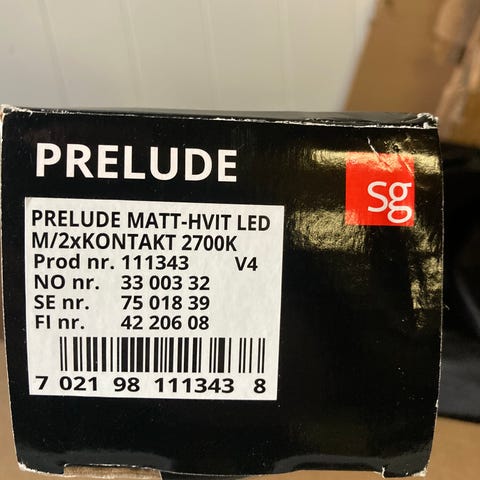 PRELUDE
sg
PRELUDE MATT-HVIT LED
M/2xKONTAKT 2700K
Prod nr. 111343 V4
NO nr. 33 003 32
SE nr. 75 018 39
FI nr. 42 206 08
7 021 98 111343 8